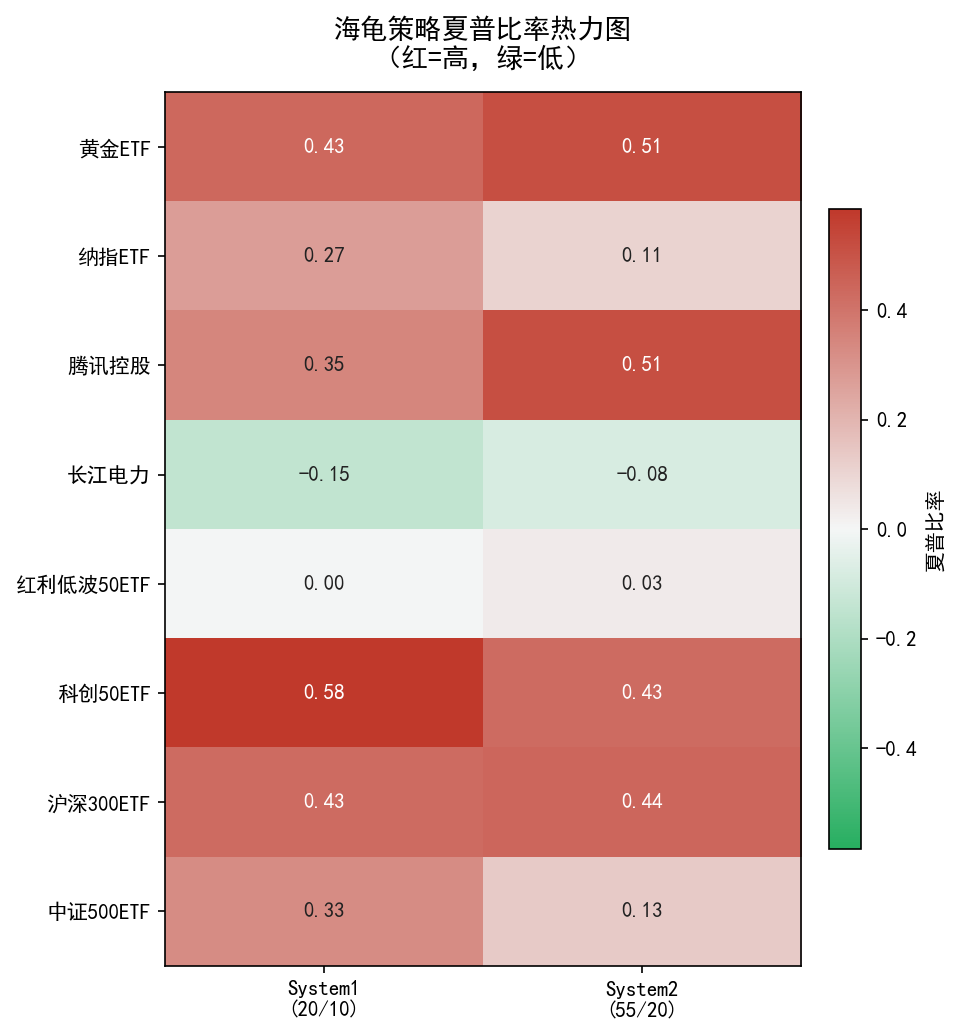 海龟策略夏普比率热力图
（红=高，绿=低）
黄金ETF 0.43 0.51
纳指ETF 0.27 0.11
腾讯控股 0.35 0.51
长江电力 −0.15 −0.08
红利低波50ETF 0.00 0.03
科创50ETF 0.58 0.43
沪深300ETF 0.43 0.44
中证500ETF 0.33 0.13
System1 System2
(20/10) (55/20)
0.4
0.2
0.0
−0.2
−0.4
夏普比率